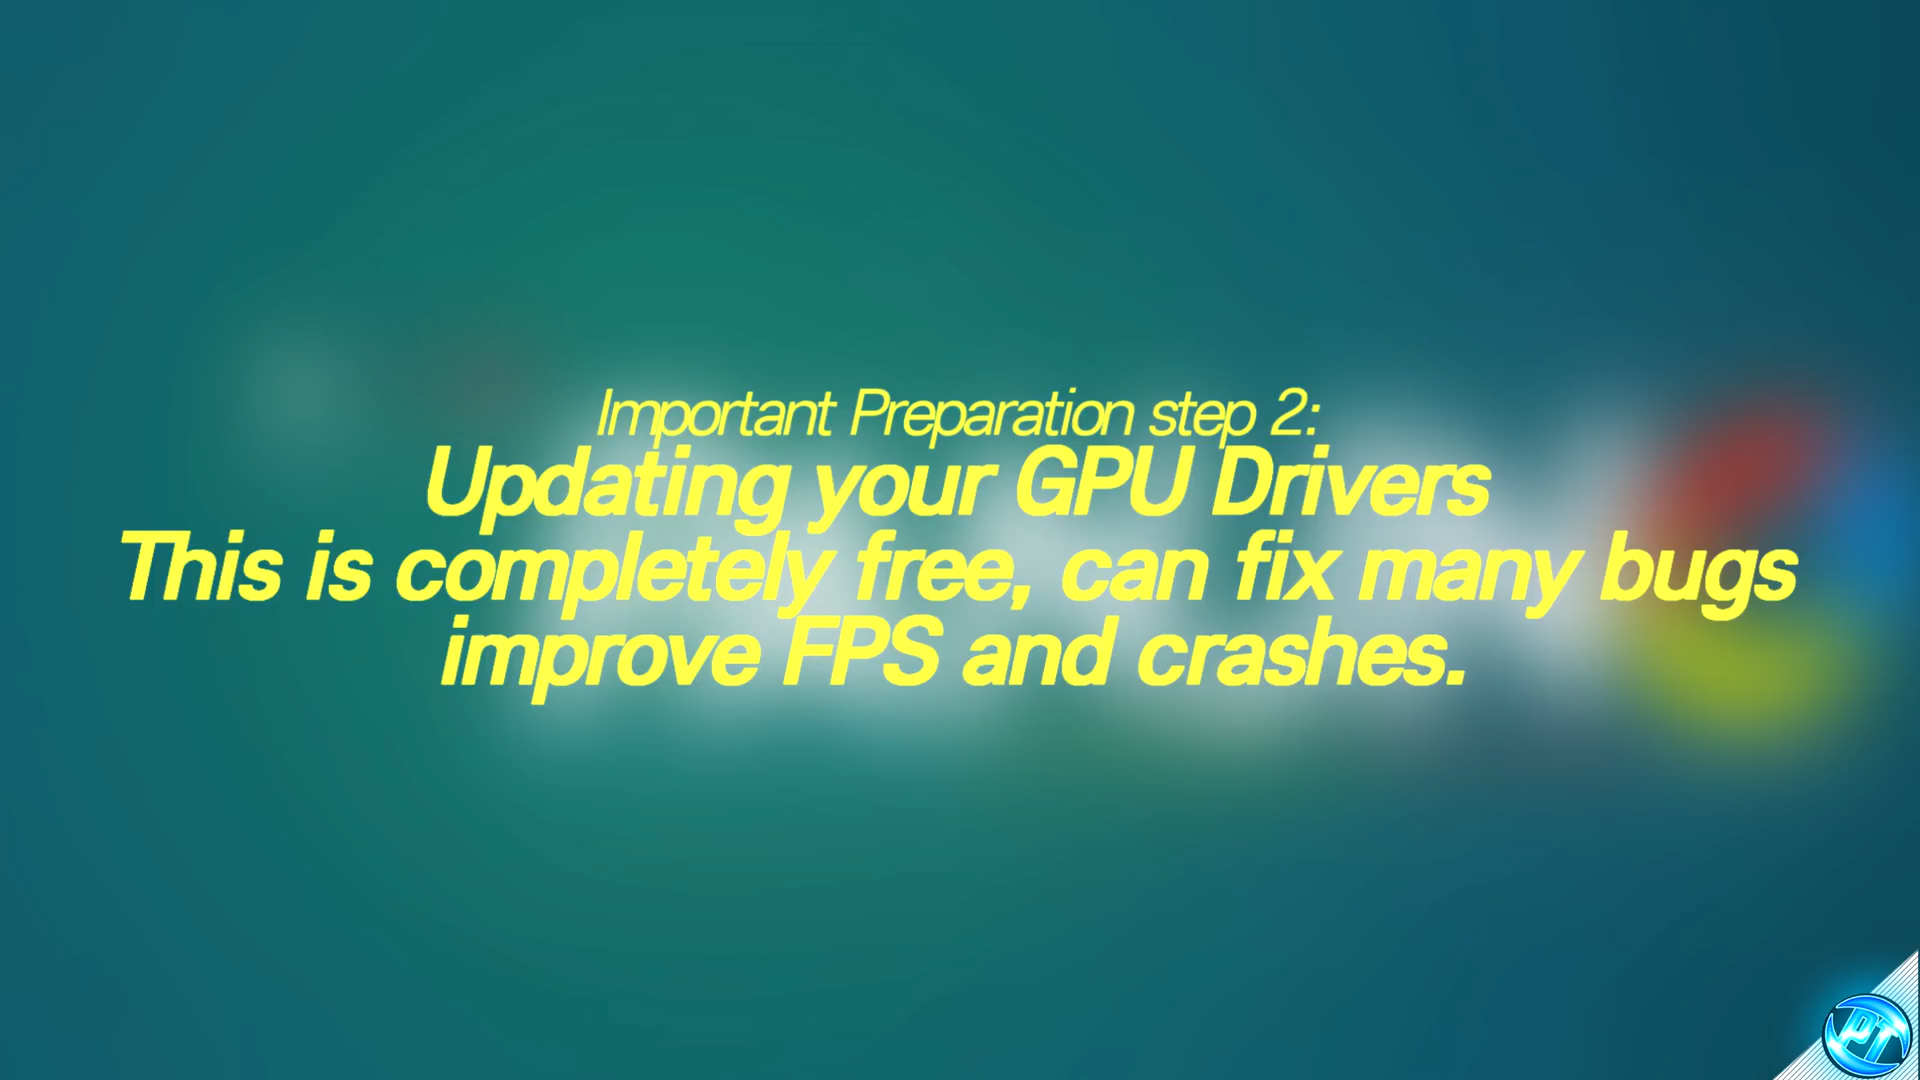 Important Preparation step 2:
Updating your GPU Drivers
This is completely free, can fix many bugs
improve FPS and crashes.
PT